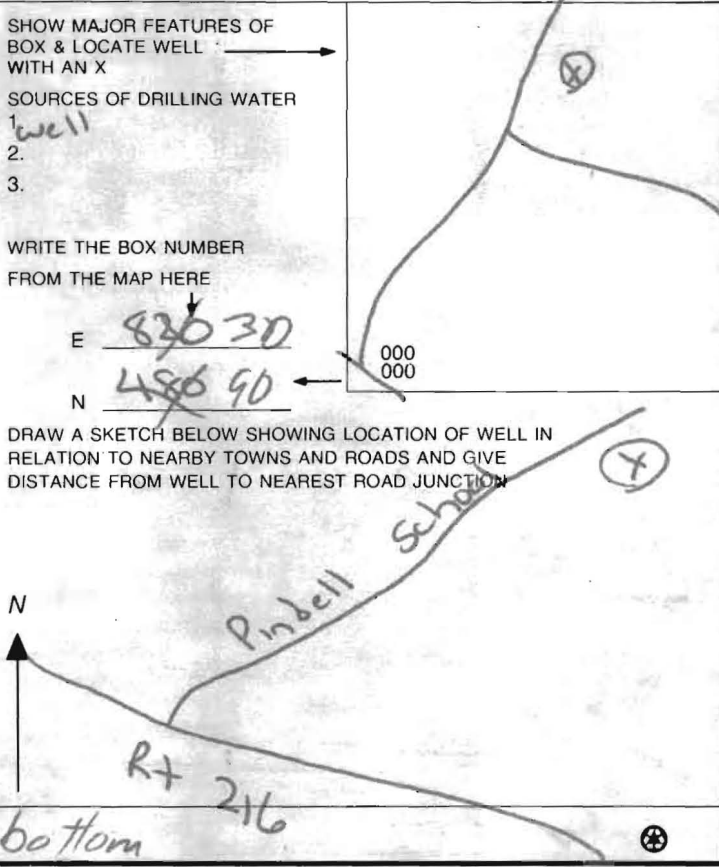 SHOW MAJOR FEATURES OF
BOX & LOCATE WELL
WITH AN X
X
SOURCES OF DRILLING WATER
1. well
2.
3.
WRITE THE BOX NUMBER
FROM THE MAP HERE
E 830 30
N 486 90
000
000
DRAW A SKETCH BELOW SHOWING LOCATION OF WELL IN
RELATION TO NEARBY TOWNS AND ROADS AND GIVE
DISTANCE FROM WELL TO NEAREST ROAD JUNCTION
X
Pindell School
N
Rt 216
bottom